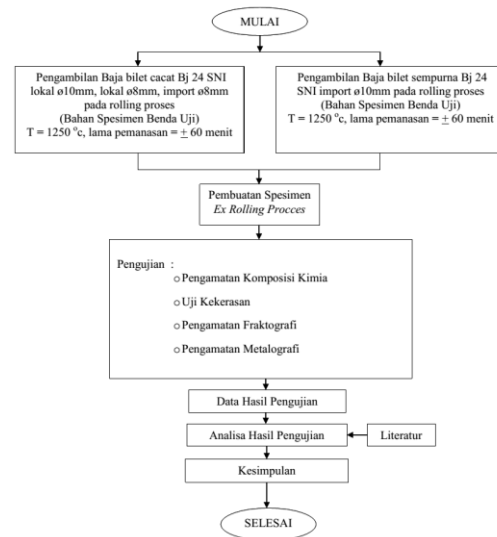 MULAI
Pengambilan Baja bilet cacat Bj 24 SNI
lokal ø10mm, lokal ø8mm, import ø8mm
pada rolling proses
(Bahan Spesimen Benda Uji)
T = 1250 °c, lama pemanasan = ± 60 menit
Pengambilan Baja bilet sempurna Bj 24
SNI import ø10mm pada rolling proses
(Bahan Spesimen Benda Uji)
T = 1250 °c, lama pemanasan = ± 60 menit
Pembuatan Spesimen
Ex Rolling Procces
Pengujian :
o Pengamatan Komposisi Kimia
o Uji Kekerasan
o Pengamatan Fraktografi
o Pengamatan Metalografi
Data Hasil Pengujian
Analisa Hasil Pengujian
Literatur
Kesimpulan
SELESAI